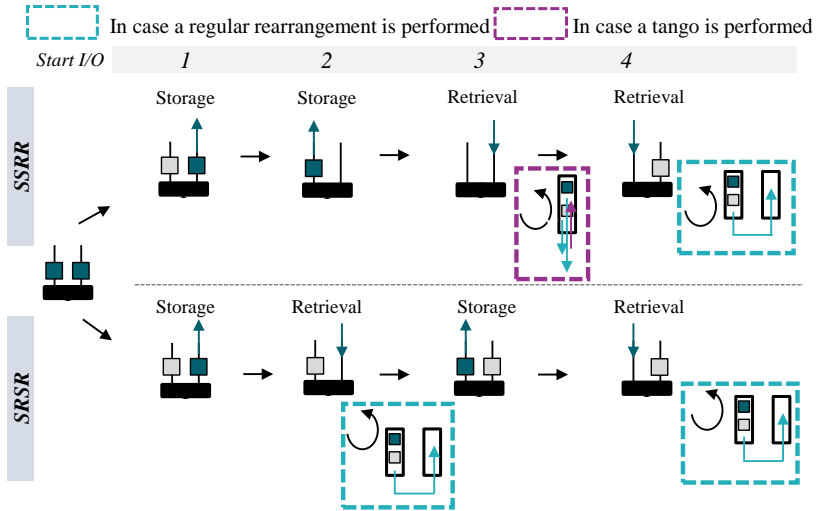 In case a regular rearrangement is performed
In case a tango is performed
Start I/O 1 2 3 4
SSRR
Storage Storage Retrieval Retrieval
SRSR
Storage Retrieval Storage Retrieval